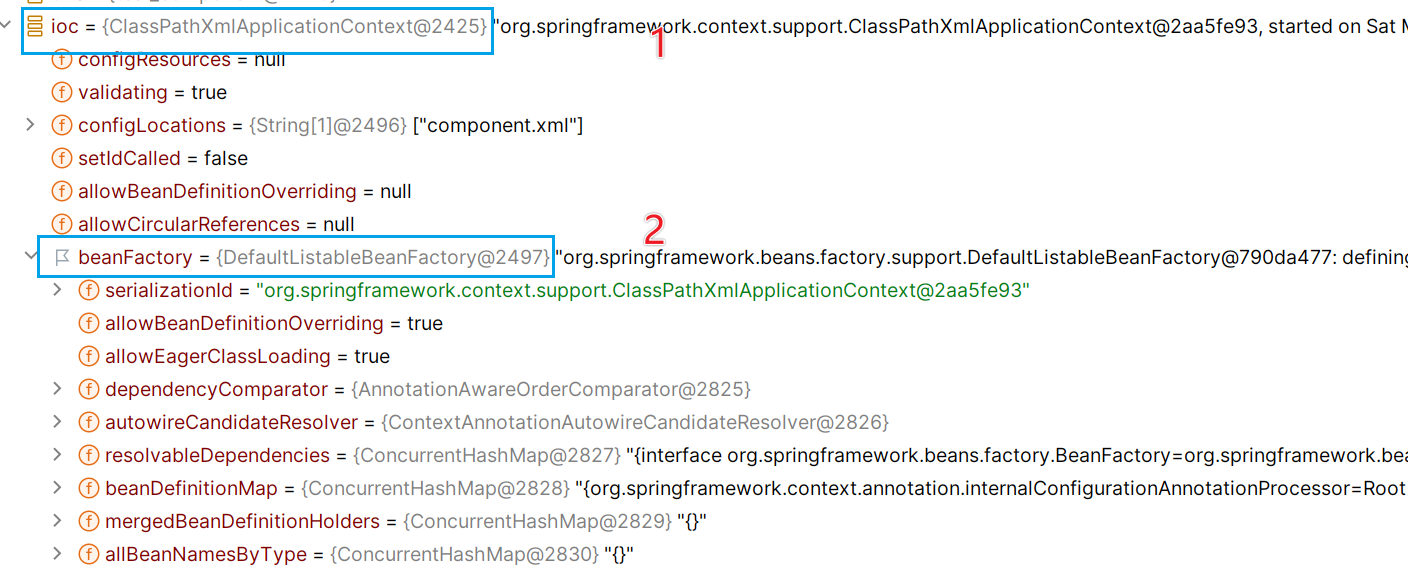 ioc = {ClassPathXmlApplicationContext@2425} "org.springframework.context.support.ClassPathXmlApplicationContext@2aa5fe93, started on Sat M
1
configResources = null
validating = true
configLocations = {String[1]@2496} ["component.xml"]
setIdCalled = false
allowBeanDefinitionOverriding = null
allowCircularReferences = null
2
beanFactory = {DefaultListableBeanFactory@2497} "org.springframework.beans.factory.support.DefaultListableBeanFactory@790da477: defining
serializationId = "org.springframework.context.support.ClassPathXmlApplicationContext@2aa5fe93"
allowBeanDefinitionOverriding = true
allowEagerClassLoading = true
dependencyComparator = {AnnotationAwareOrderComparator@2825}
autowireCandidateResolver = {ContextAnnotationAutowireCandidateResolver@2826}
resolvableDependencies = {ConcurrentHashMap@2827} "{interface org.springframework.beans.factory.BeanFactory=org.springframework.bea
beanDefinitionMap = {ConcurrentHashMap@2828} "{org.springframework.context.annotation.internalConfigurationAnnotationProcessor=Root
mergedBeanDefinitionHolders = {ConcurrentHashMap@2829} "{}"
allBeanNamesByType = {ConcurrentHashMap@2830} "{}"